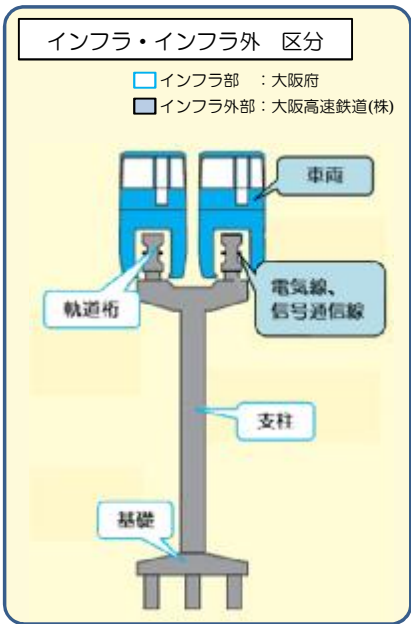 インフラ・インフラ外　区分
インフラ部　：大阪府
インフラ外部：大阪高速鉄道(株)
車両
軌道桁
電気線、
信号通信線
支柱
基礎